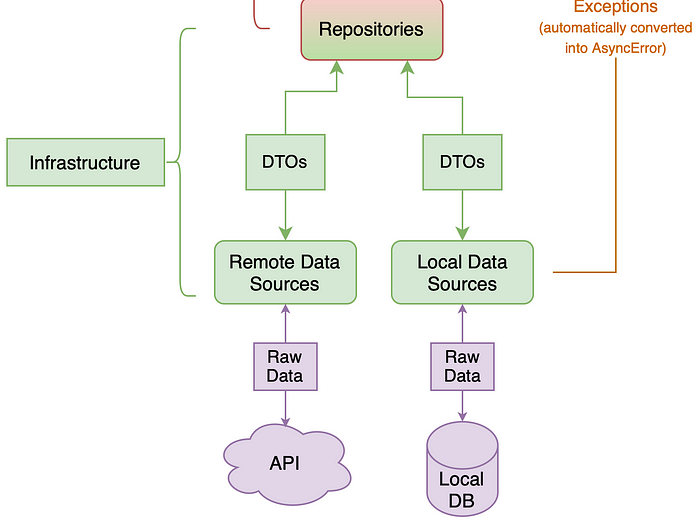 Exceptions
(automatically converted
into AsyncError)
Repositories
Infrastructure
DTOs
DTOs
Remote Data
Sources
Local Data
Sources
Raw
Data
Raw
Data
API
Local
DB